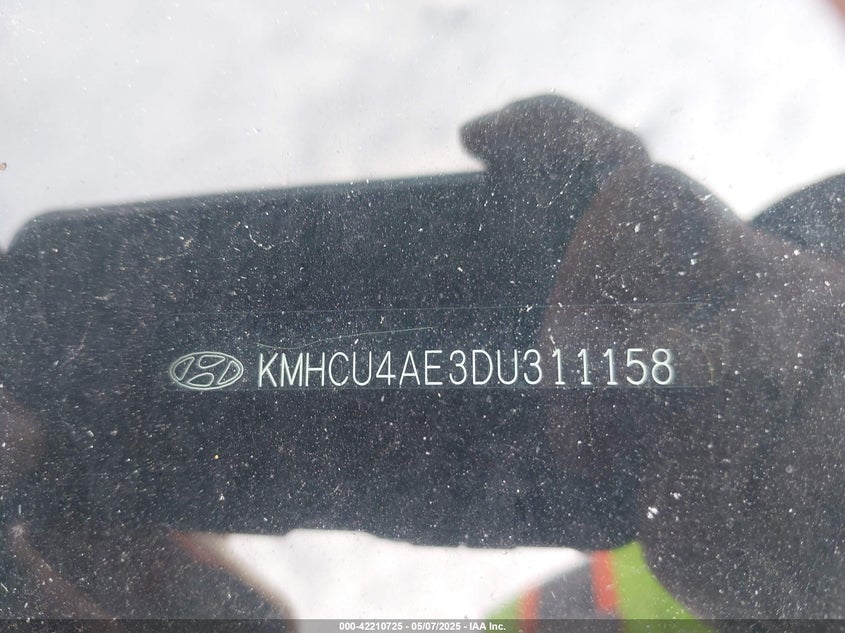 KMHCU4AE3DU311158
000-42210725 - 05/07/2025 - IAA Inc.